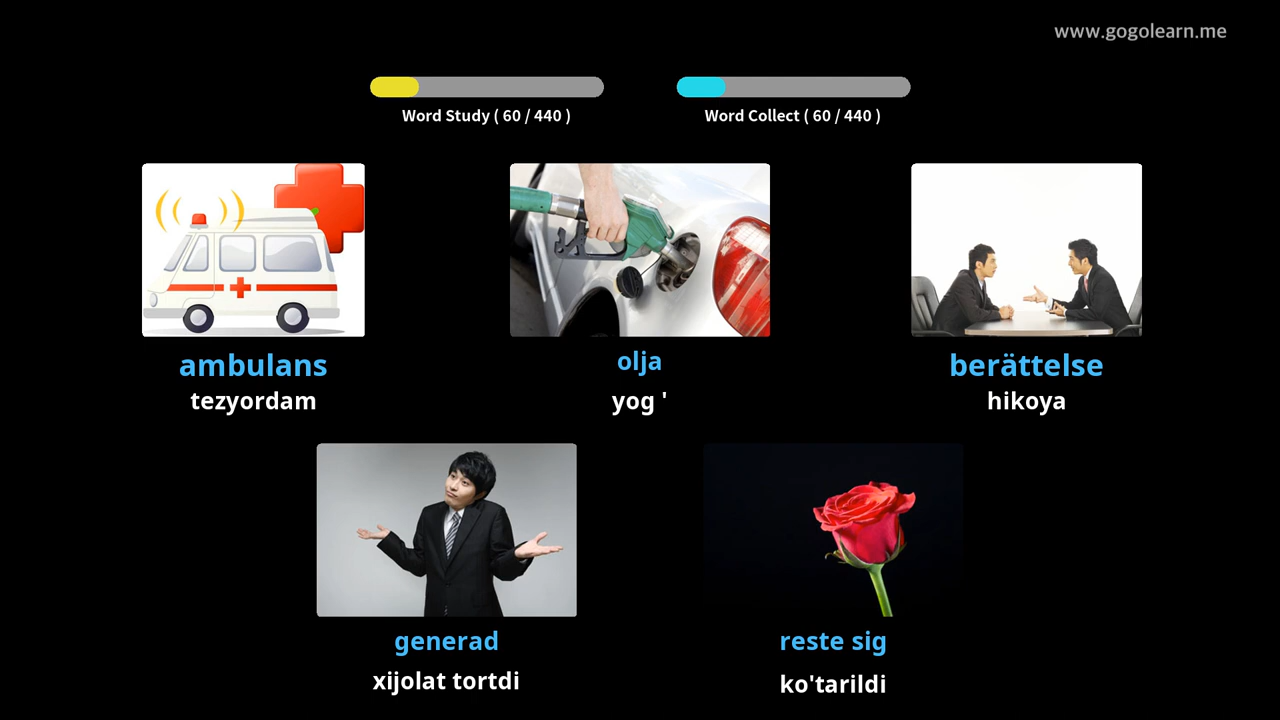 www.gogolearn.me
Word Study ( 60 / 440 )
Word Collect ( 60 / 440 )
ambulans
tezyordam
olja
yog '
berättelse
hikoya
generad
xijolat tortdi
reste sig
ko'tarildi